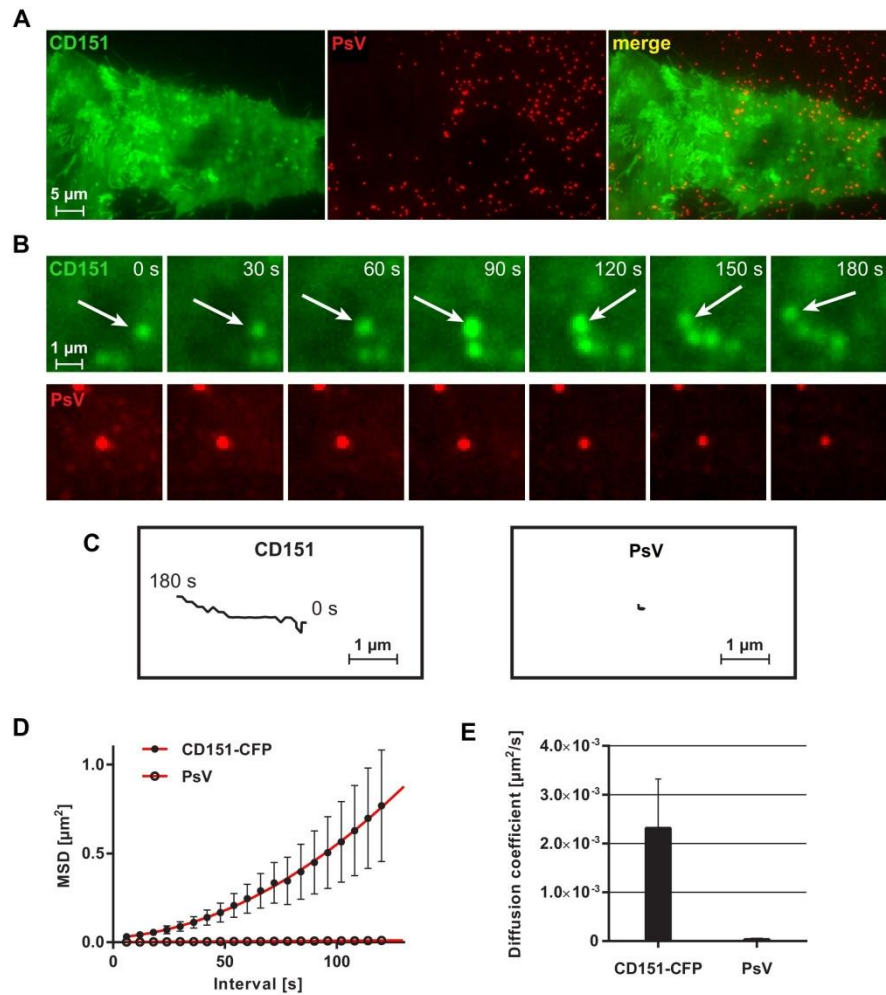 A
CD151
PsV
merge
5 µm
B
CD151
0 s
30 s
60 s
90 s
120 s
150 s
180 s
1 µm
PsV
C
CD151
180 s
0 s
1 µm
PsV
1 µm
D
CD151-CFP
PsV
MSD [µm²]
1.0
0.5
0.0
0
50
100
Interval [s]
E
Diffusion coefficient [µm²/s]
4.0×10⁻³
3.0×10⁻³
2.0×10⁻³
1.0×10⁻³
0
CD151-CFP
PsV